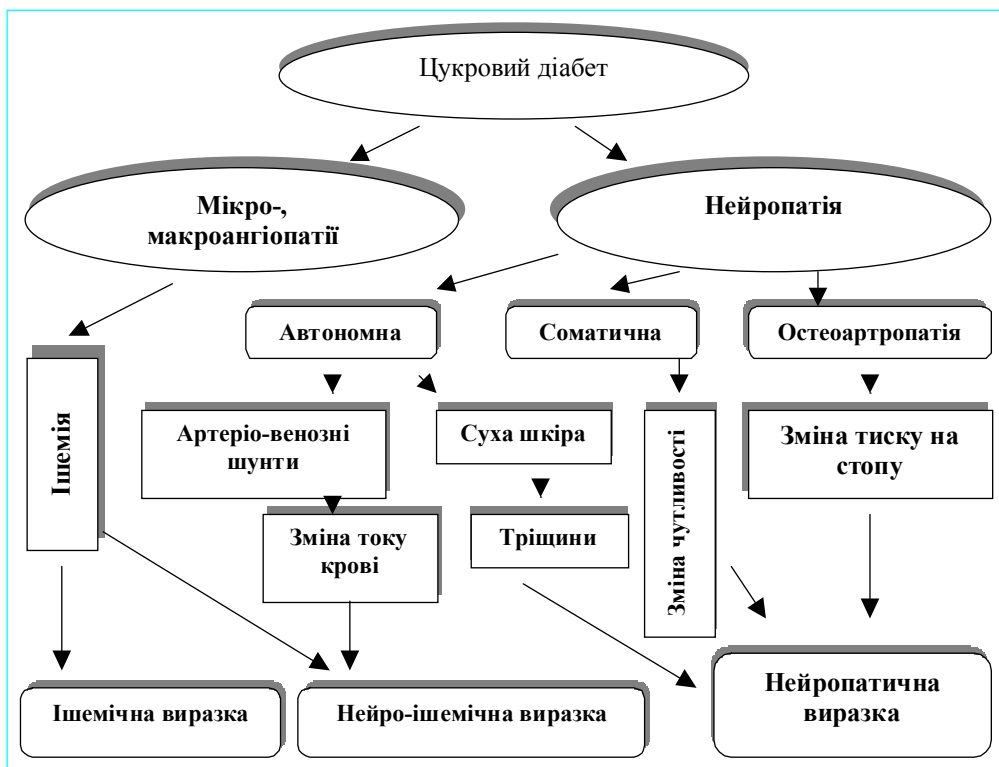 Цукровий діабет
Мікро-,
макроангіопатії
Нейропатія
Автономна
Соматична
Остеоартропатія
Ішемія
Артеріо-венозні
шунти
Суха шкіра
Зміна чутливості
Зміна тиску на
стопу
Зміна току
крові
Тріщини
Ішемічна виразка
Нейро-ішемічна виразка
Нейропатична
виразка